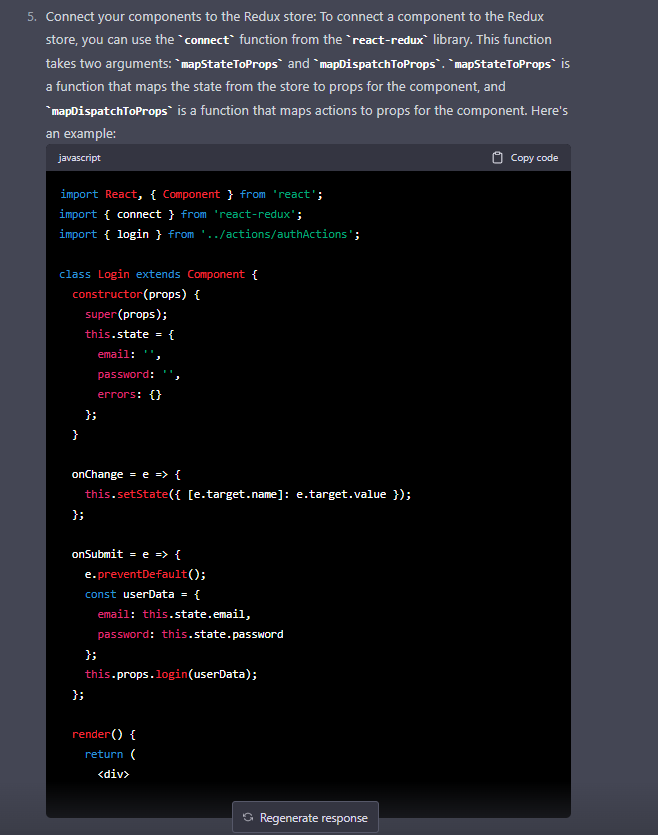 5. Connect your components to the Redux store: To connect a component to the Redux
store, you can use the `connect` function from the `react-redux` library. This function
takes two arguments: `mapStateToProps` and `mapDispatchToProps`. `mapStateToProps` is
a function that maps the state from the store to props for the component, and
`mapDispatchToProps` is a function that maps actions to props for the component. Here's
an example:
javascript Copy code
import React, { Component } from 'react';
import { connect } from 'react-redux';
import { login } from '../actions/authActions';
class Login extends Component {
constructor(props) {
super(props);
this.state = {
email: '',
password: '',
errors: {}
};
}
onChange = e => {
this.setState({ [e.target.name]: e.target.value });
};
onSubmit = e => {
e.preventDefault();
const userData = {
email: this.state.email,
password: this.state.password
};
this.props.login(userData);
};
render() {
return (
<div>
Regenerate response